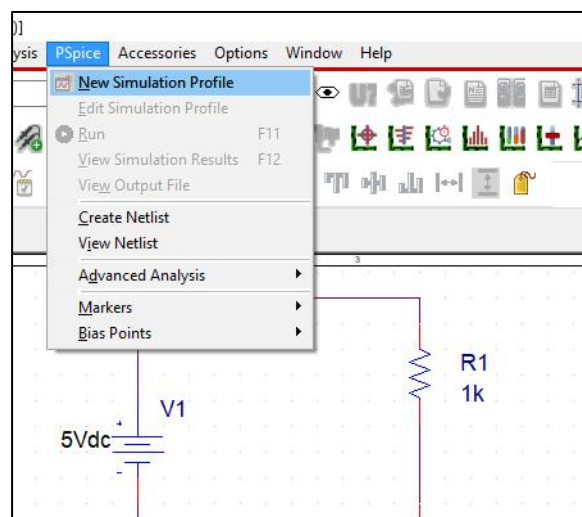 )]
ysis PSpice Accessories Options Window Help
New Simulation Profile
Edit Simulation Profile
Run F11
View Simulation Results F12
View Output File
Create Netlist
View Netlist
Advanced Analysis
Markers
Bias Points
3
R1
1k
V1
5Vdc
+
-